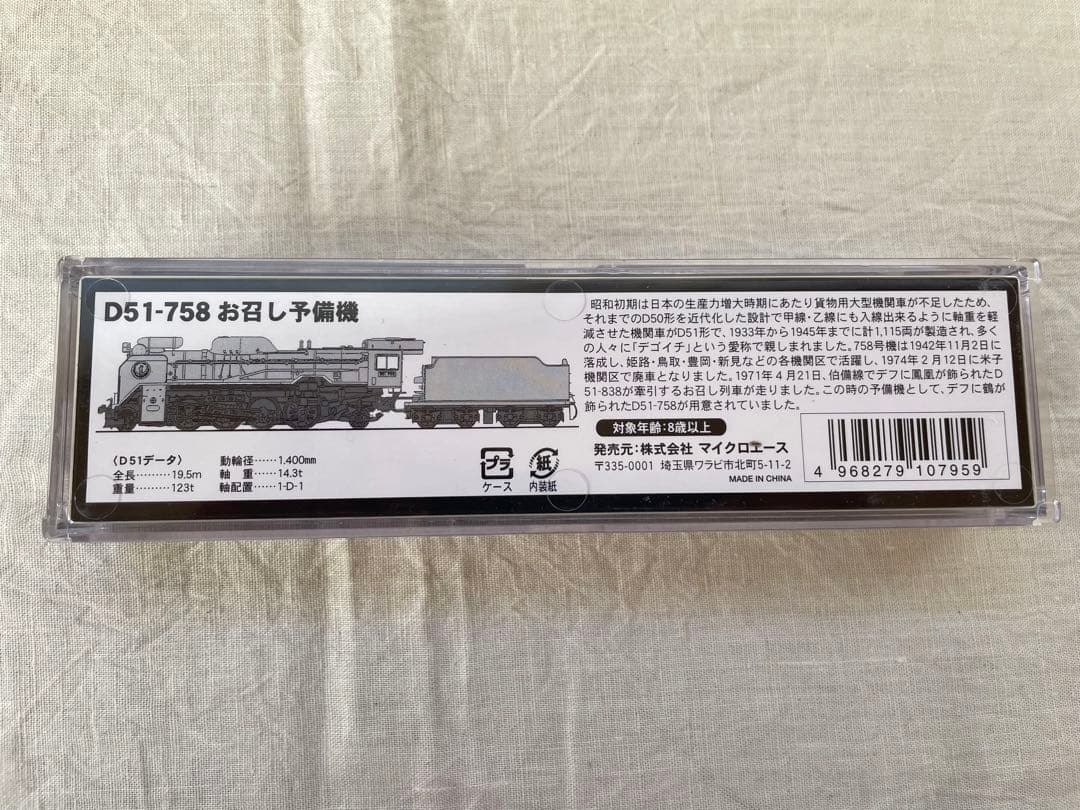 D51-758 お召し予備機
〈D51データ〉
全長………19.5m
重量………123t
動輪径……1.400mm
軸 重……14.3t
軸配置……1-D-1
プラ
ケース
紙
内装紙
昭和初期は日本の生産力増大時期にあたり貨物用大型機関車が不足したため、
それまでのD50形を近代化した設計で甲線・乙線にも入線出来るように軸重を軽
減させた機関車がD51形で、1933年から1945年までに計1,115両が製造され、多く
の人々に「デゴイチ」という愛称で親しまれました。758号機は1942年11月2日に
落成し、姫路・鳥取・豊岡・新見などの各機関区で活躍し、1974年2月12日に米子
機関区で廃車となりました。1971年4月21日、伯備線でデフに鳳凰が飾られたD
51-838が牽引するお召し列車が走りました。この時の予備機として、デフに鶴が
飾られたD51-758が用意されていました。
対象年齢:8歳以上
発売元:株式会社 マイクロエース
〒335-0001 埼玉県ワラビ市北町5-11-2
MADE IN CHINA
4 968279 107959